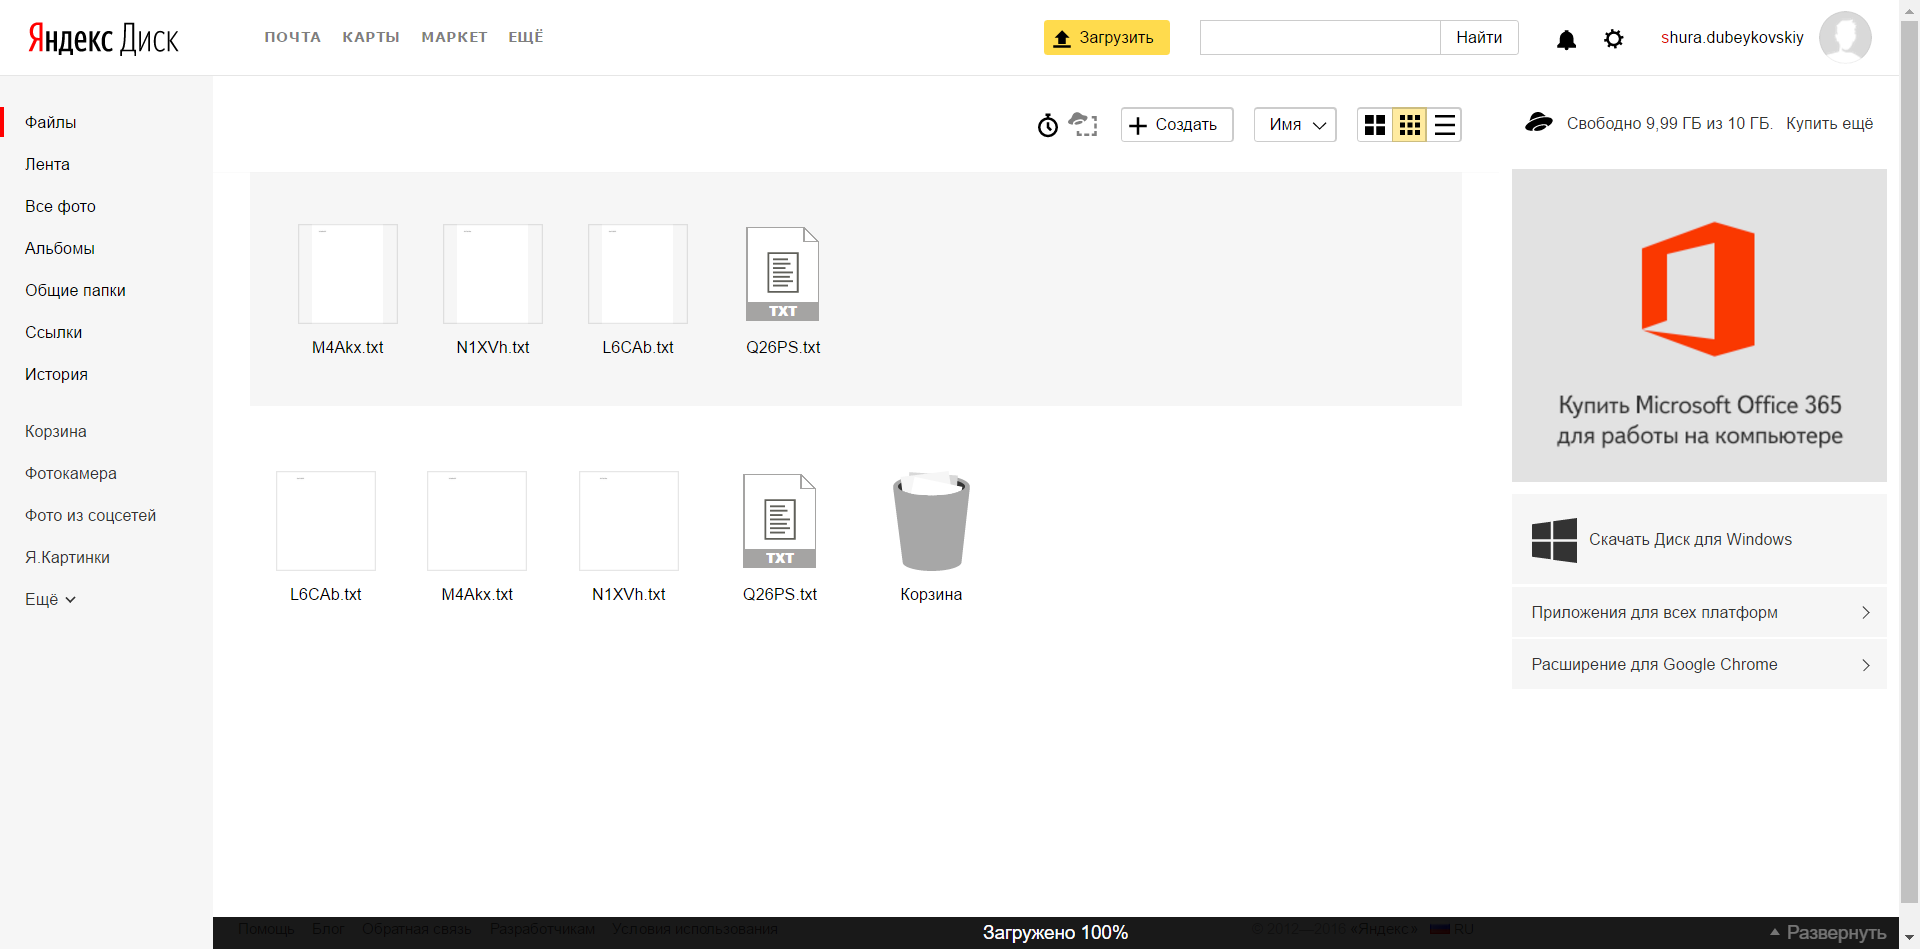 Яндекс Диск
ПОЧТА КАРТЫ МАРКЕТ ЕЩЁ
Загрузить
Найти
shura.dubeykovskiy
Файлы
Лента
Все фото
Альбомы
Общие папки
Ссылки
История
Корзина
Фотокамера
Фото из соцсетей
Я.Картинки
Ещё
Создать
Имя
Свободно 9,99 ГБ из 10 ГБ. Купить ещё
M4Akx.txt N1XVh.txt L6CAb.txt TXT Q26PS.txt
L6CAb.txt M4Akx.txt N1XVh.txt TXT Q26PS.txt Корзина
Купить Microsoft Office 365
для работы на компьютере
Скачать Диск для Windows
Приложения для всех платформ
Расширение для Google Chrome
Помощь Блог Обратная связь Разработчикам Условия использования
Загружено 100%
© 2012—2016 «Яндекс» RU
Развернуть